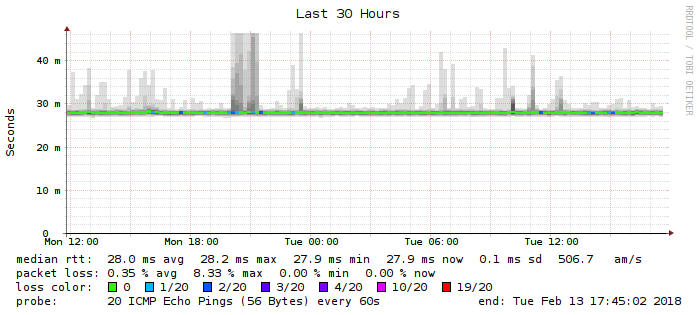 Last 30 Hours
RRDTOOL / TOBI OETIKER
Seconds
40 m
30 m
20 m
10 m
0
Mon 12:00 Mon 18:00 Tue 00:00 Tue 06:00 Tue 12:00
median rtt: 28.0 ms avg 28.2 ms max 27.9 ms min 27.9 ms now 0.1 ms sd 506.7 am/s
packet loss: 0.35 % avg 8.33 % max 0.00 % min 0.00 % now
loss color: 0 1/20 2/20 3/20 4/20 10/20 19/20
probe: 20 ICMP Echo Pings (56 Bytes) every 60s end: Tue Feb 13 17:45:02 2018